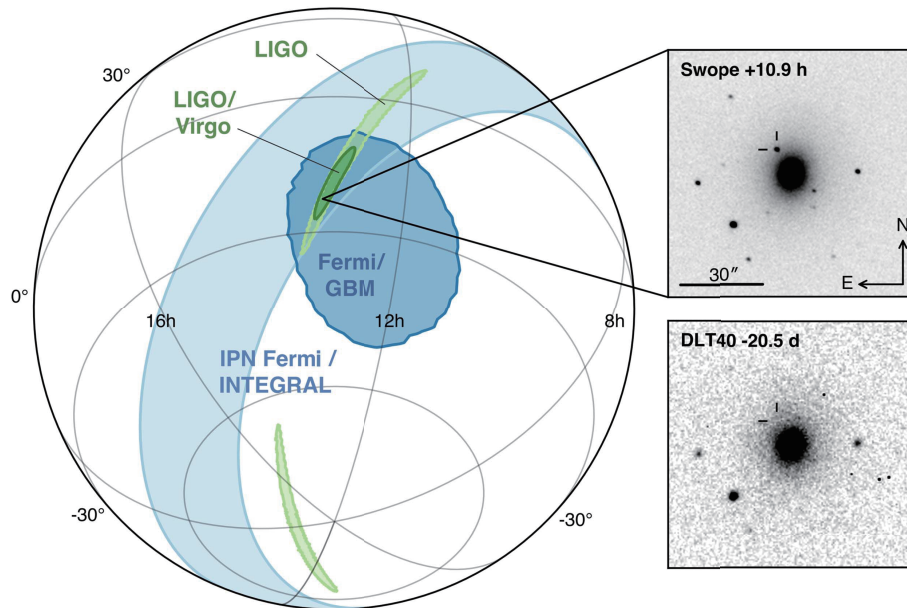 LIGO
LIGO/
Virgo
Fermi/
GBM
IPN Fermi /
INTEGRAL
30°
0°
-30°
-30°
16h
12h
8h
Swope +10.9 h
N
E
30″
DLT40 -20.5 d